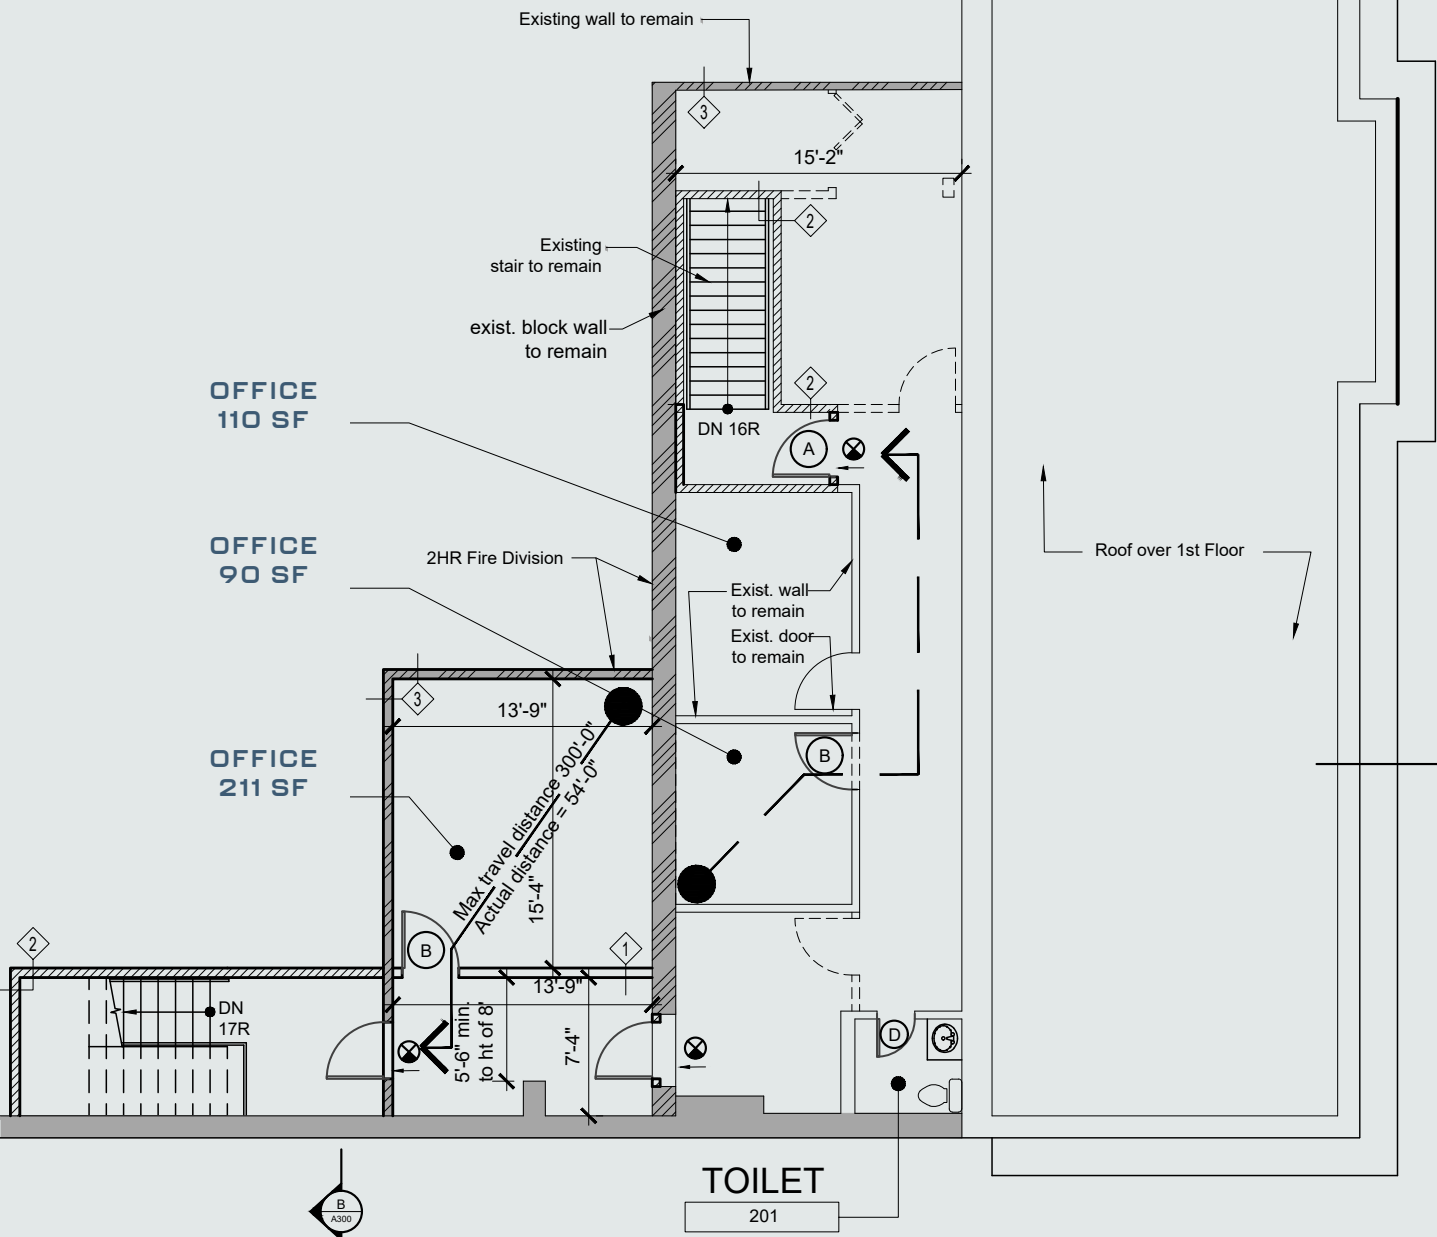 Existing wall to remain
3
15'-2"
2
Existing
stair to remain
exist. block wall
to remain
OFFICE
110 SF
2
DN 16R
A
OFFICE
90 SF
2HR Fire Division
Roof over 1st Floor
Exist. wall
to remain
Exist. door
to remain
3
13'-9"
B
OFFICE
211 SF
Max travel distance 300'-0"
Actual distance = 54'-0"
15'-4"
2
B
1
13'-9"
DN
17R
5'-6" min.
to ht of 8'
7'-4"
D
TOILET
201
B
A300